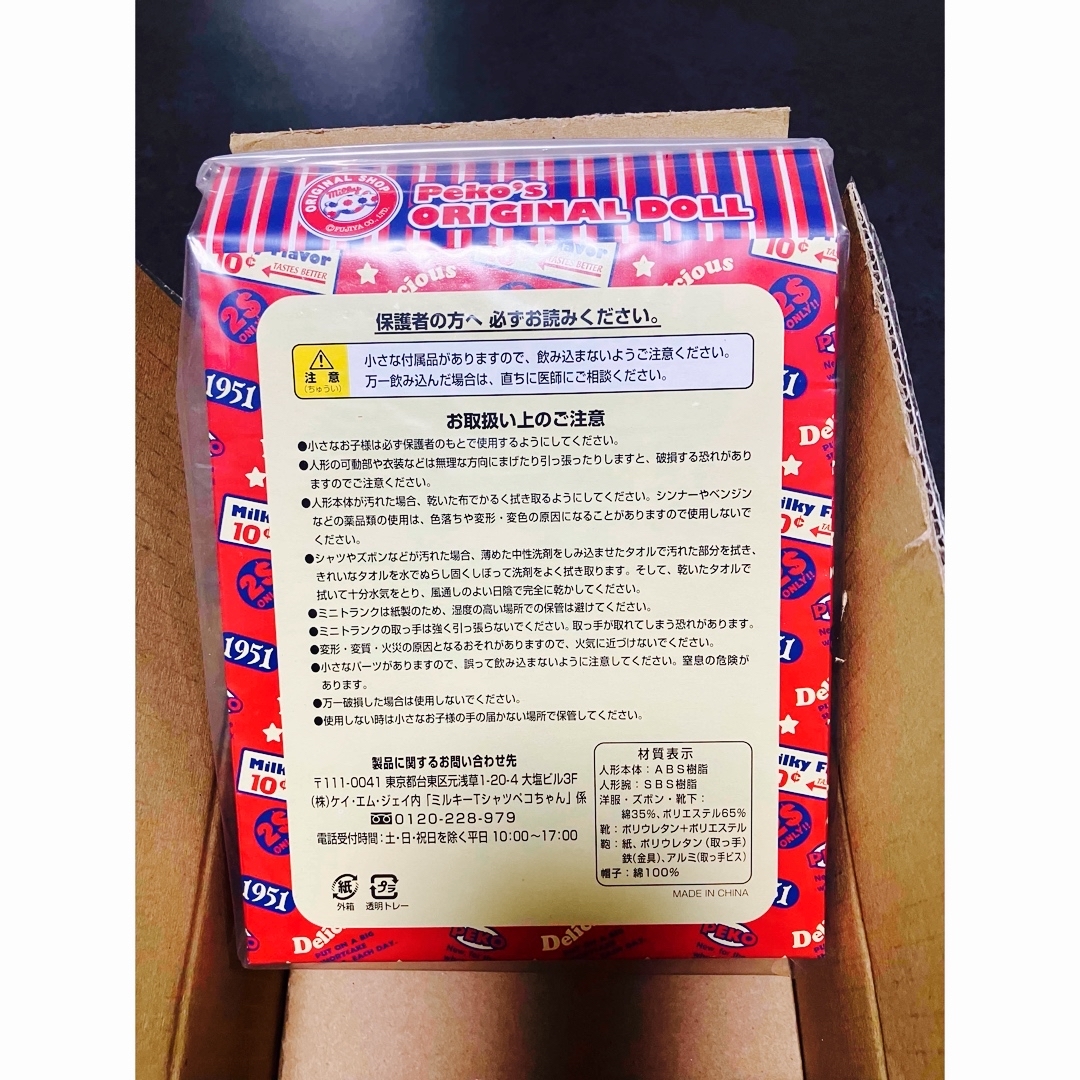 ORIGINAL SHOP
Milky
©FUJIYA CO., LTD.
Peko's
ORIGINAL DOLL
Flavor
10¢
TASTES BETTER
2$
ONLY!!
1951
Milk
10¢
2$
ON
1951
Milk
10¢
2$
1951
Delic
PUT ON A BIG
EACH DAY.
PEKO
Delic
De
2$
ONLY!!
Del
lky F
2$
ONLY!!
De
lky F
2$
ONLY!!
De
保護者の方へ 必ずお読みください。
注 意
(ちゅうい)
小さな付属品がありますので、飲み込まないようご注意ください。
万一飲み込んだ場合は、直ちに医師にご相談ください。
お取扱い上のご注意
●小さなお子様は必ず保護者のもとで使用するようにしてください。
●人形の可動部や衣装などは無理な方向にまげたり引っ張ったりしますと、破損する恐れがあり
ますのでご注意ください。
●人形本体が汚れた場合、乾いた布でかるく拭き取るようにしてください。シンナーやベンジン
などの薬品類の使用は、色落ちや変形・変色の原因になることがありますので使用しないで
ください。
●シャツやズボンなどが汚れた場合、薄めた中性洗剤をしみ込ませたタオルで汚れた部分を拭き、
きれいなタオルを水でぬらし固くしぼって洗剤をよく拭き取ります。そして、乾いたタオルで
拭いて十分水気をとり、風通しのよい日陰で完全に乾かしてください。
●ミニトランクは紙製のため、湿度の高い場所での保管は避けてください。
●ミニトランクの取っ手は強く引っ張らないでください。取っ手が取れてしまう恐れがあります。
●変形・変質・火災の原因となるおそれがありますので、火気に近づけないでください。
●小さなパーツがありますので、誤って飲み込まないように注意してください。窒息の危険が
あります。
●万一破損した場合は使用しないでください。
●使用しない時は小さなお子様の手の届かない場所で保管してください。
製品に関するお問い合わせ先
〒111-0041 東京都台東区元浅草1-20-4 大塩ビル3F
(株)ケイ・エム・ジェイ内「ミルキーTシャツペコちゃん」係
0120-228-979
電話受付時間:土・日・祝日を除く平日 10:00~17:00
紙
外箱
プラ
透明トレー
材質表示
人形本体:ABS樹脂
人形腕:SBS樹脂
洋服・ズボン・靴下:
綿35%、ポリエステル65%
靴:ポリウレタン+ポリエステル
鞄:紙、ポリウレタン(取っ手)
鉄(金具)、アルミ(取っ手ビス)
帽子:綿100%
MADE IN CHINA